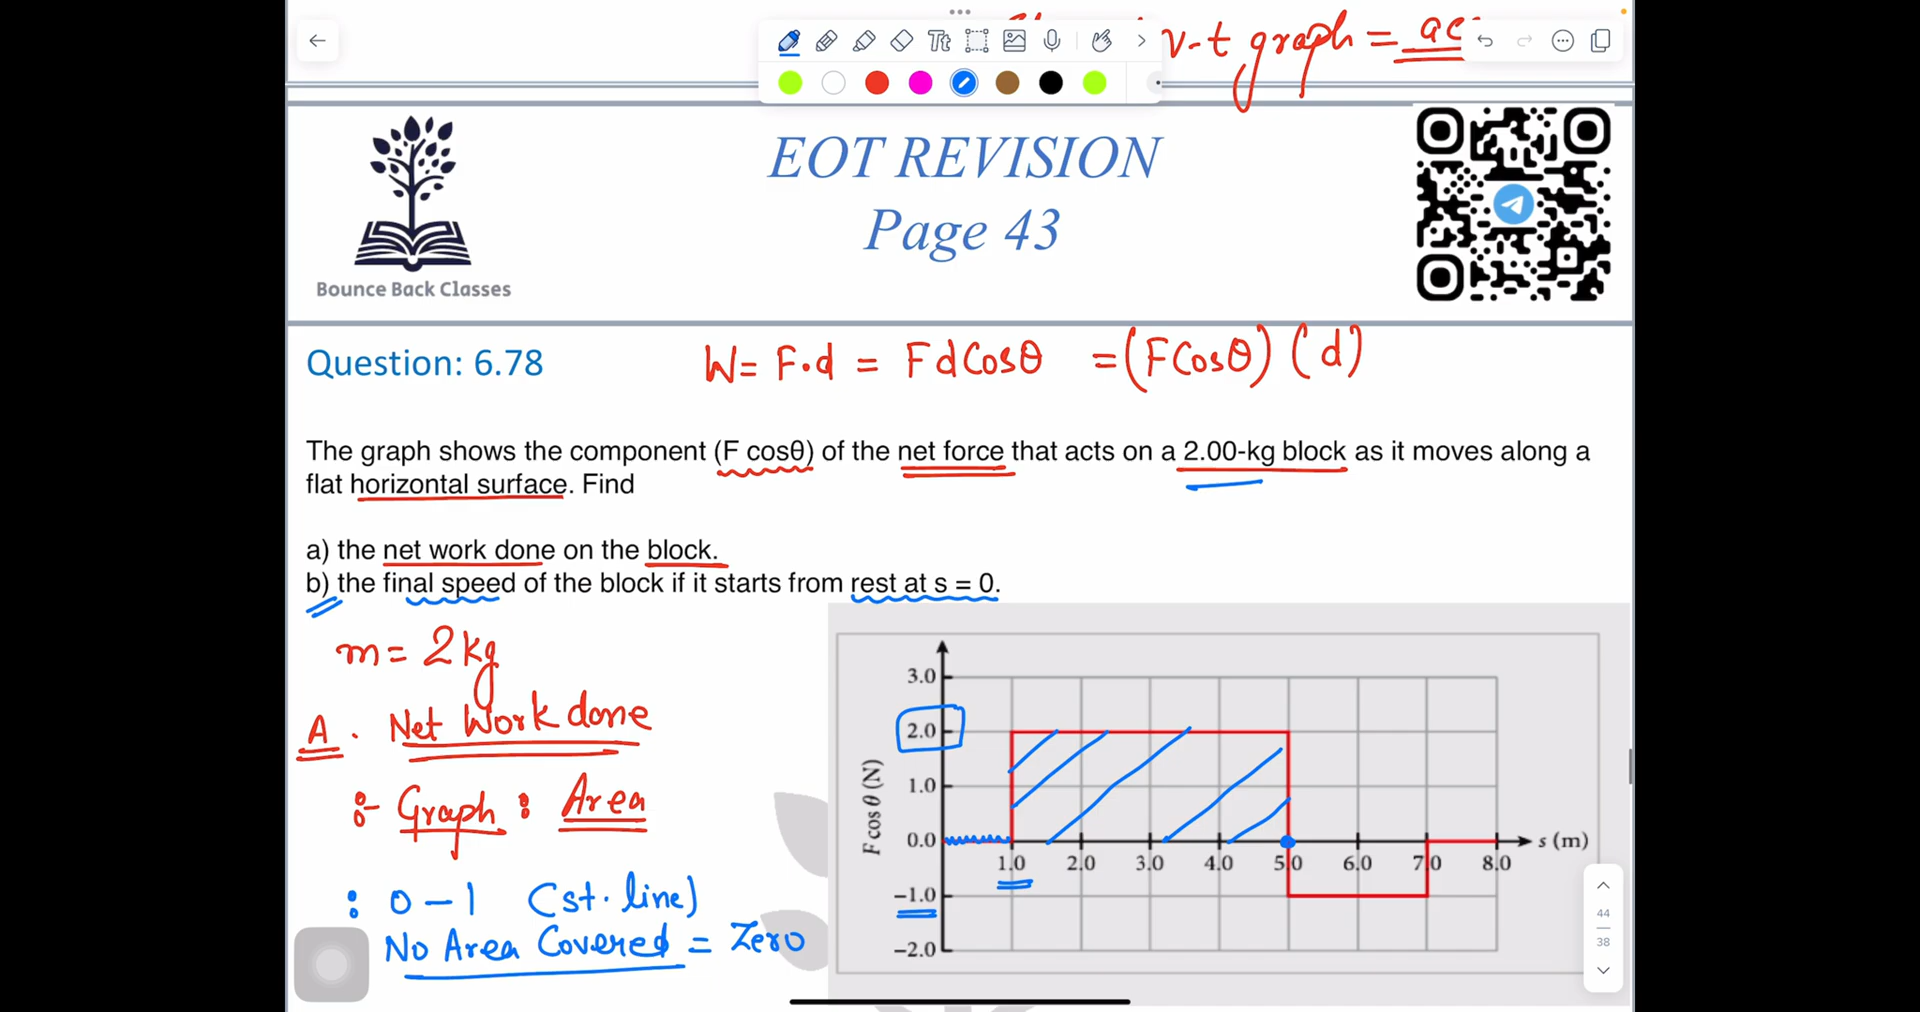 v-t graph = ac
Tt
EOT REVISION
Page 43
Bounce Back Classes
Question: 6.78
W = F.d = FdCosθ = (FCosθ) (d)
The graph shows the component (F cosθ) of the net force that acts on a 2.00-kg block as it moves along a
flat horizontal surface. Find
a) the net work done on the block.
b) the final speed of the block if it starts from rest at s = 0.
m = 2kg
A. Net Work done
:- Graph : Area
: 0 – 1 (st. line)
No Area Covered = Zero
F cos θ (N)
3.0
2.0
1.0
0.0
−1.0
−2.0
1.0 2.0 3.0 4.0 5.0 6.0 7.0 8.0
s (m)
44
38